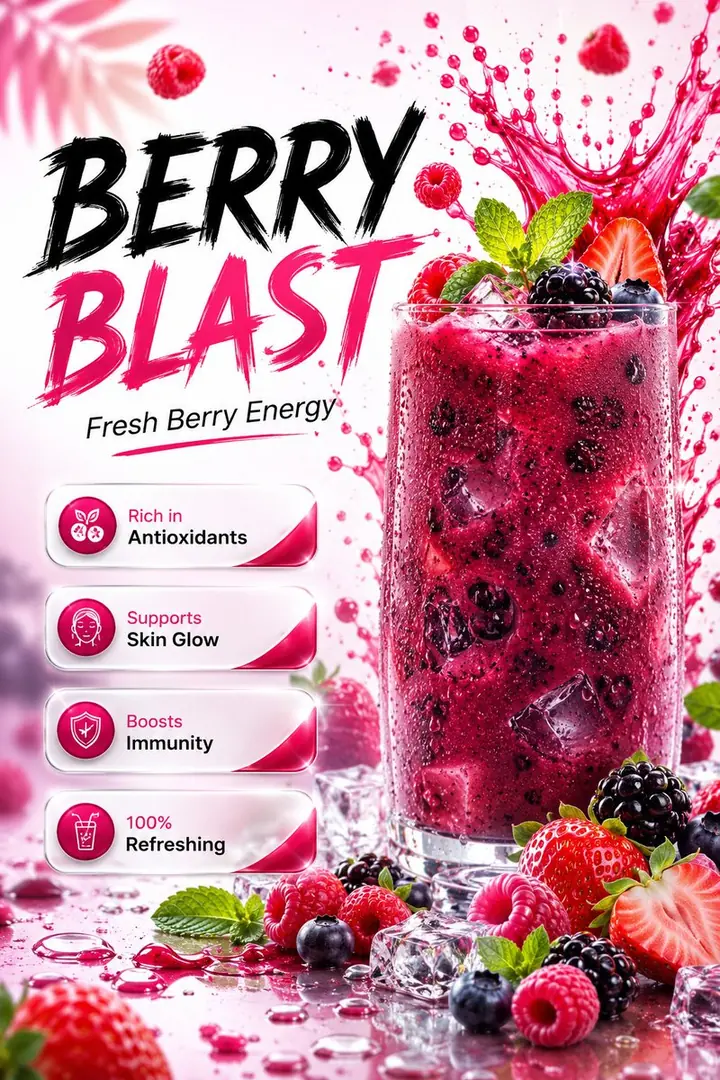 BERRY
BLAST
Fresh Berry Energy
Rich in
Antioxidants
Supports
Skin Glow
Boosts
Immunity
100%
Refreshing